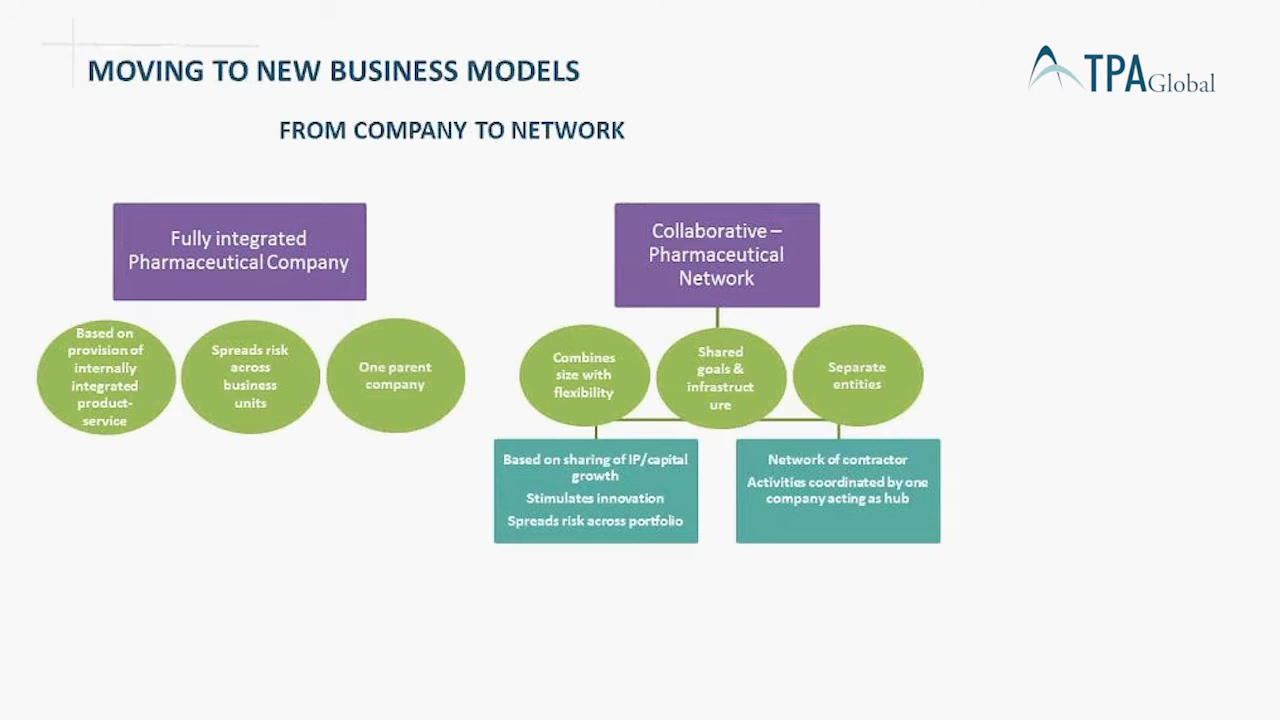 MOVING TO NEW BUSINESS MODELS
TPA Global
FROM COMPANY TO NETWORK
Fully integrated
Pharmaceutical Company
Based on
provision of
internally
integrated
product-
service
Spreads risk
across
business
units
One parent
company
Collaborative –
Pharmaceutical
Network
Combines
size with
flexibility
Shared
goals &
infrastruct
ure
Separate
entities
Based on sharing of IP/capital
growth
Stimulates innovation
Spreads risk across portfolio
Network of contractor
Activities coordinated by one
company acting as hub